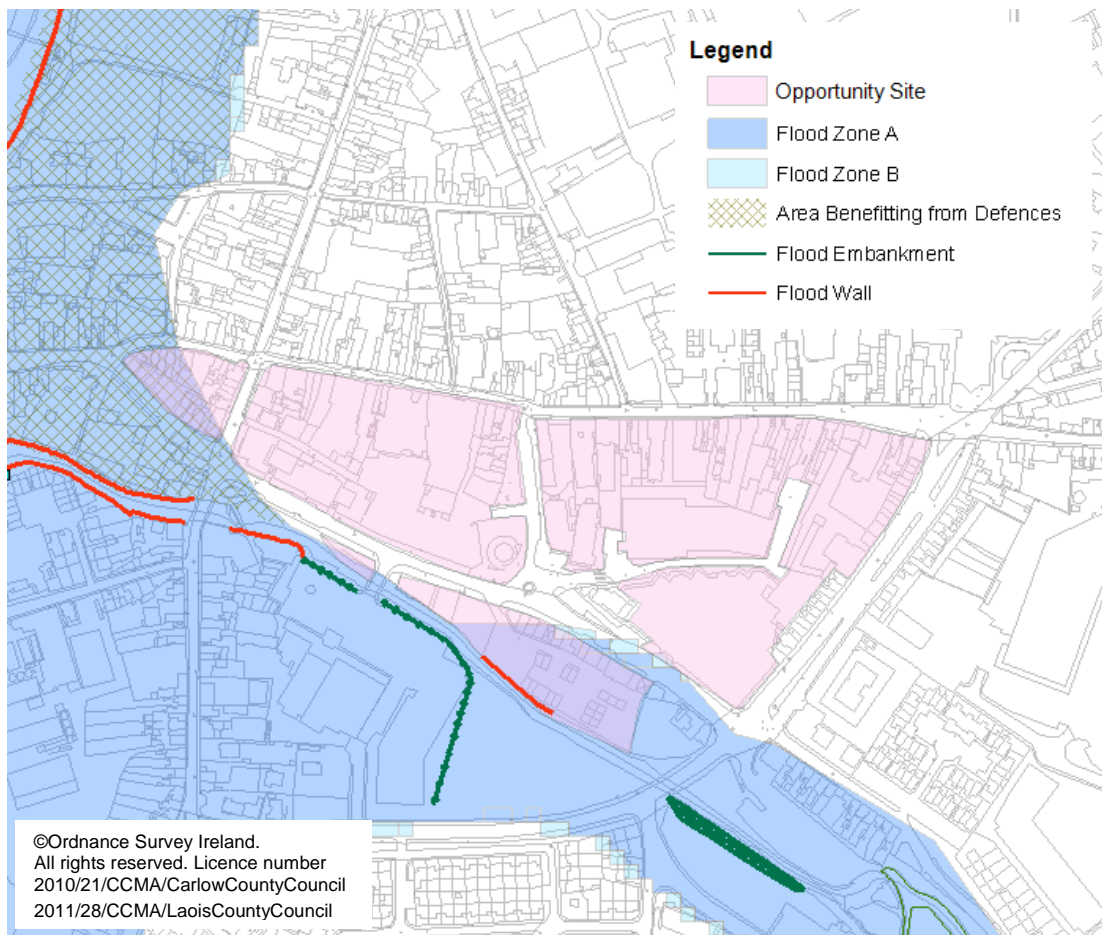 Legend
Opportunity Site
Flood Zone A
Flood Zone B
Area Benefitting from Defences
Flood Embankment
Flood Wall
©Ordnance Survey Ireland.
All rights reserved. Licence number
2010/21/CCMA/CarlowCountyCouncil
2011/28/CCMA/LaoisCountyCouncil